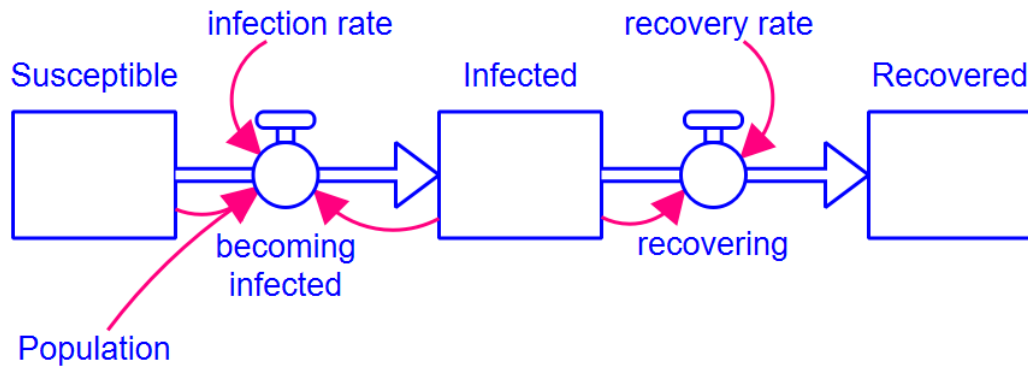 infection rate
recovery rate
Susceptible
Infected
Recovered
becoming
infected
recovering
Population